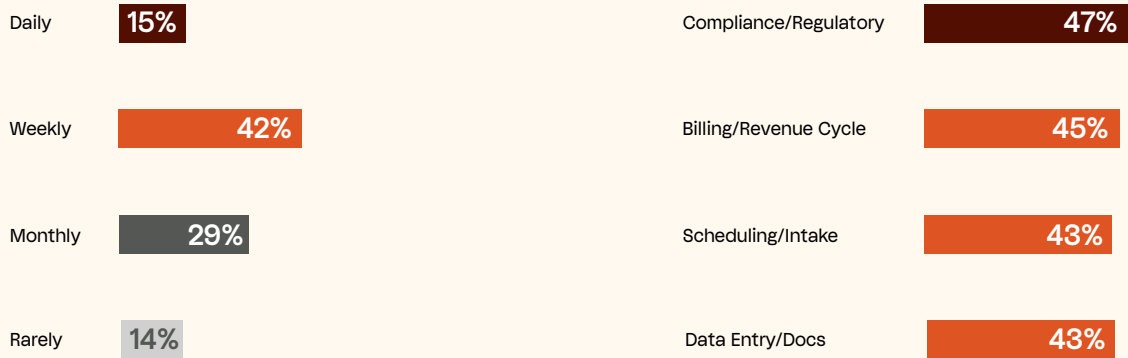 Daily 15%
Weekly 42%
Monthly 29%
Rarely 14%
Compliance/Regulatory 47%
Billing/Revenue Cycle 45%
Scheduling/Intake 43%
Data Entry/Docs 43%